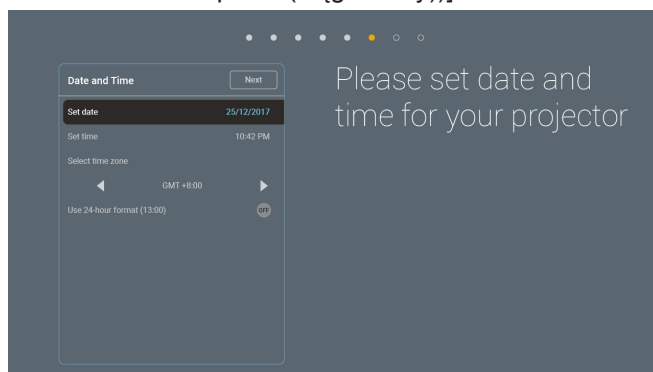 Date and Time
Next
Set date
25/12/2017
Set time
10:42 PM
Select time zone
GMT +8:00
Use 24-hour format (13:00)
OFF
Please set date and
time for your projector